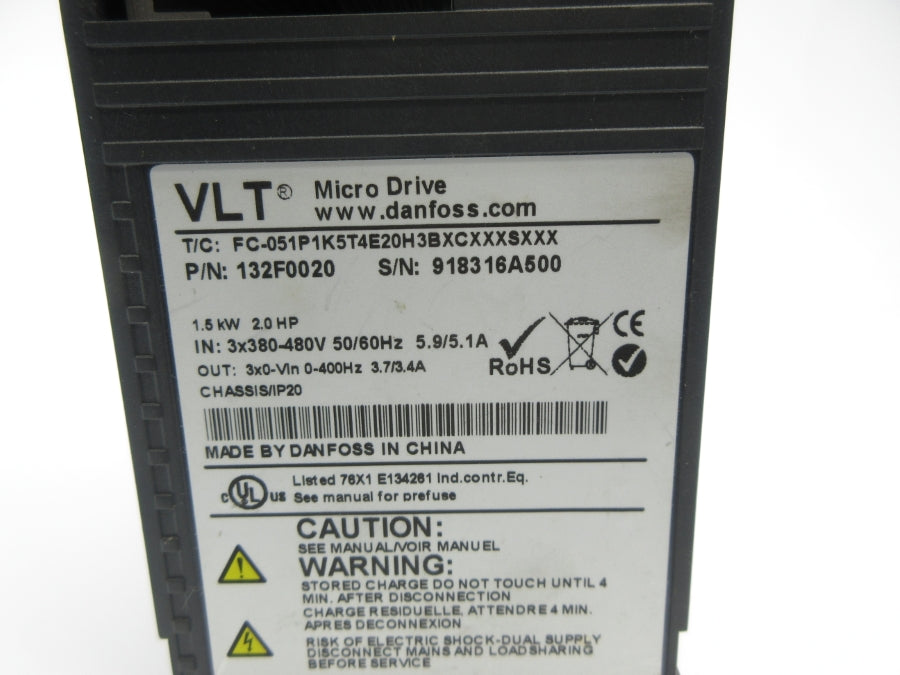 VLT® Micro Drive
www.danfoss.com
T/C: FC-051P1K5T4E20H3BXCXXXSXXX
P/N: 132F0020 S/N: 918316A500
1.5 kW 2.0 HP
IN: 3x380-480V 50/60Hz 5.9/5.1A
OUT: 3x0-Vin 0-400Hz 3.7/3.4A
CHASSIS/IP20
RoHS
CE
MADE BY DANFOSS IN CHINA
c UL US
Listed 76X1 E134261 Ind.contr.Eq.
See manual for prefuse
CAUTION:
SEE MANUAL/VOIR MANUEL
WARNING:
STORED CHARGE DO NOT TOUCH UNTIL 4
MIN. AFTER DISCONNECTION
CHARGE RESIDUELLE, ATTENDRE 4 MIN.
APRES DECONNEXION
RISK OF ELECTRIC SHOCK-DUAL SUPPLY
DISCONNECT MAINS AND LOADSHARING
BEFORE SERVICE